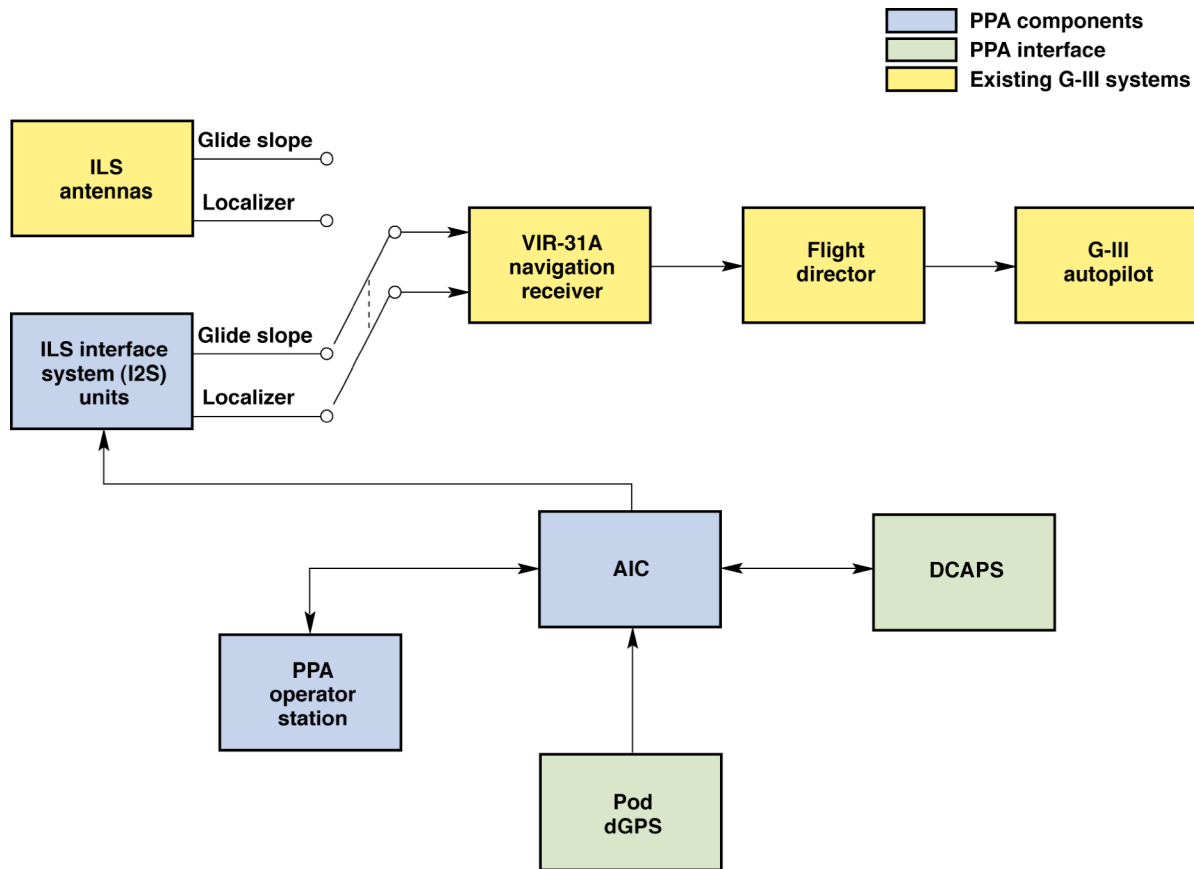 PPA components
PPA interface
Existing G-III systems
ILS
antennas
Glide slope
Localizer
VIR-31A
navigation
receiver
Flight
director
G-III
autopilot
ILS interface
system (I2S)
units
Glide slope
Localizer
AIC
DCAPS
PPA
operator
station
Pod
dGPS